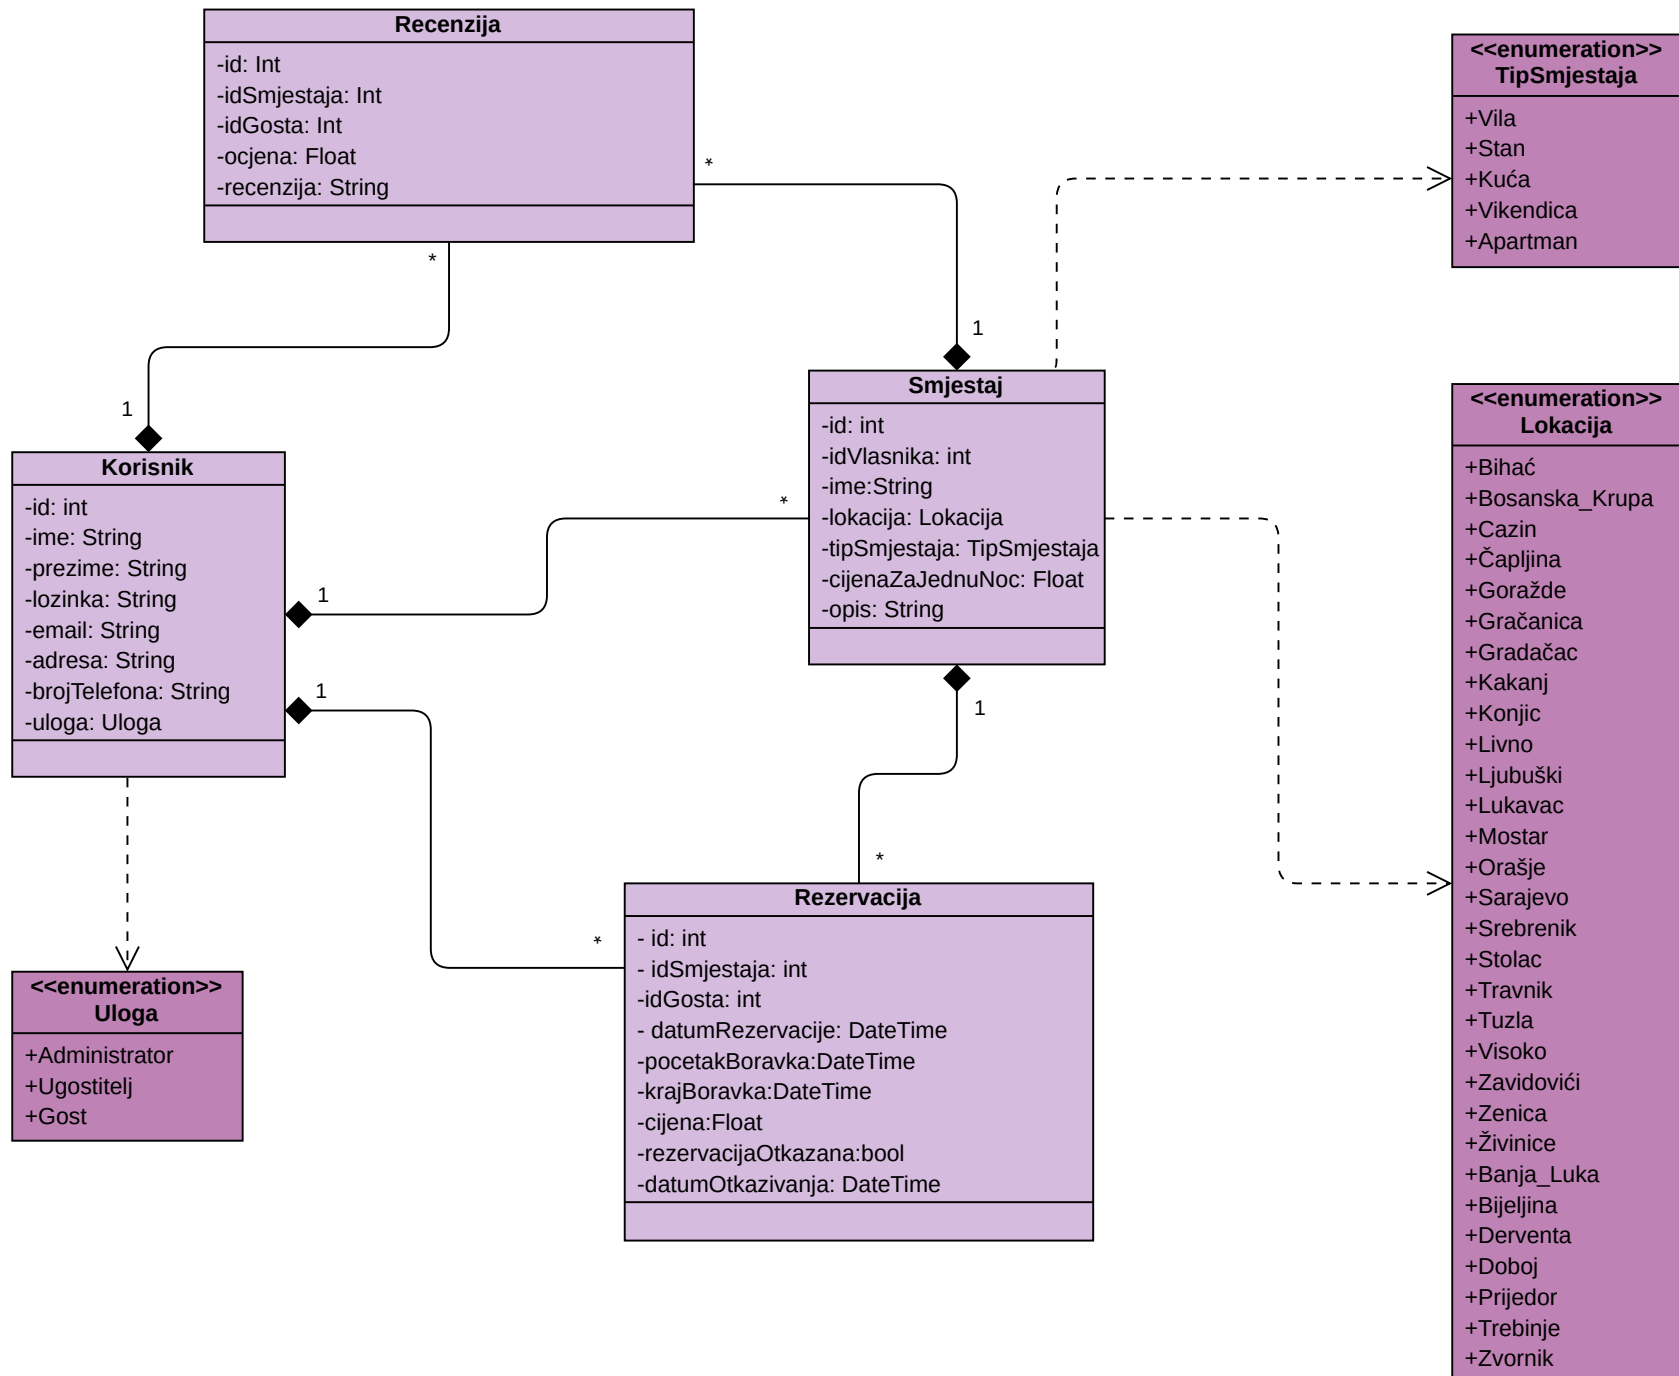 Recenzija
-id: Int
-idSmjestaja: Int
-idGosta: Int
-ocjena: Float
-recenzija: String
*
*
1
1
<<enumeration>>
TipSmjestaja
+Vila
+Stan
+Kuća
+Vikendica
+Apartman
Smjestaj
-id: int
-idVlasnika: int
-ime:String
-lokacija: Lokacija
-tipSmjestaja: TipSmjestaja
-cijenaZaJednuNoc: Float
-opis: String
Korisnik
-id: int
-ime: String
-prezime: String
-lozinka: String
-email: String
-adresa: String
-brojTelefona: String
-uloga: Uloga
*
1
1
1
*
*
<<enumeration>>
Lokacija
+Bihać
+Bosanska_Krupa
+Cazin
+Čapljina
+Goražde
+Gračanica
+Gradačac
+Kakanj
+Konjic
+Livno
+Ljubuški
+Lukavac
+Mostar
+Orašje
+Sarajevo
+Srebrenik
+Stolac
+Travnik
+Tuzla
+Visoko
+Zavidovići
+Zenica
+Živinice
+Banja_Luka
+Bijeljina
+Derventa
+Doboj
+Prijedor
+Trebinje
+Zvornik
Rezervacija
- id: int
- idSmjestaja: int
-idGosta: int
- datumRezervacije: DateTime
-pocetakBoravka:DateTime
-krajBoravka:DateTime
-cijena:Float
-rezervacijaOtkazana:bool
-datumOtkazivanja: DateTime
<<enumeration>>
Uloga
+Administrator
+Ugostitelj
+Gost